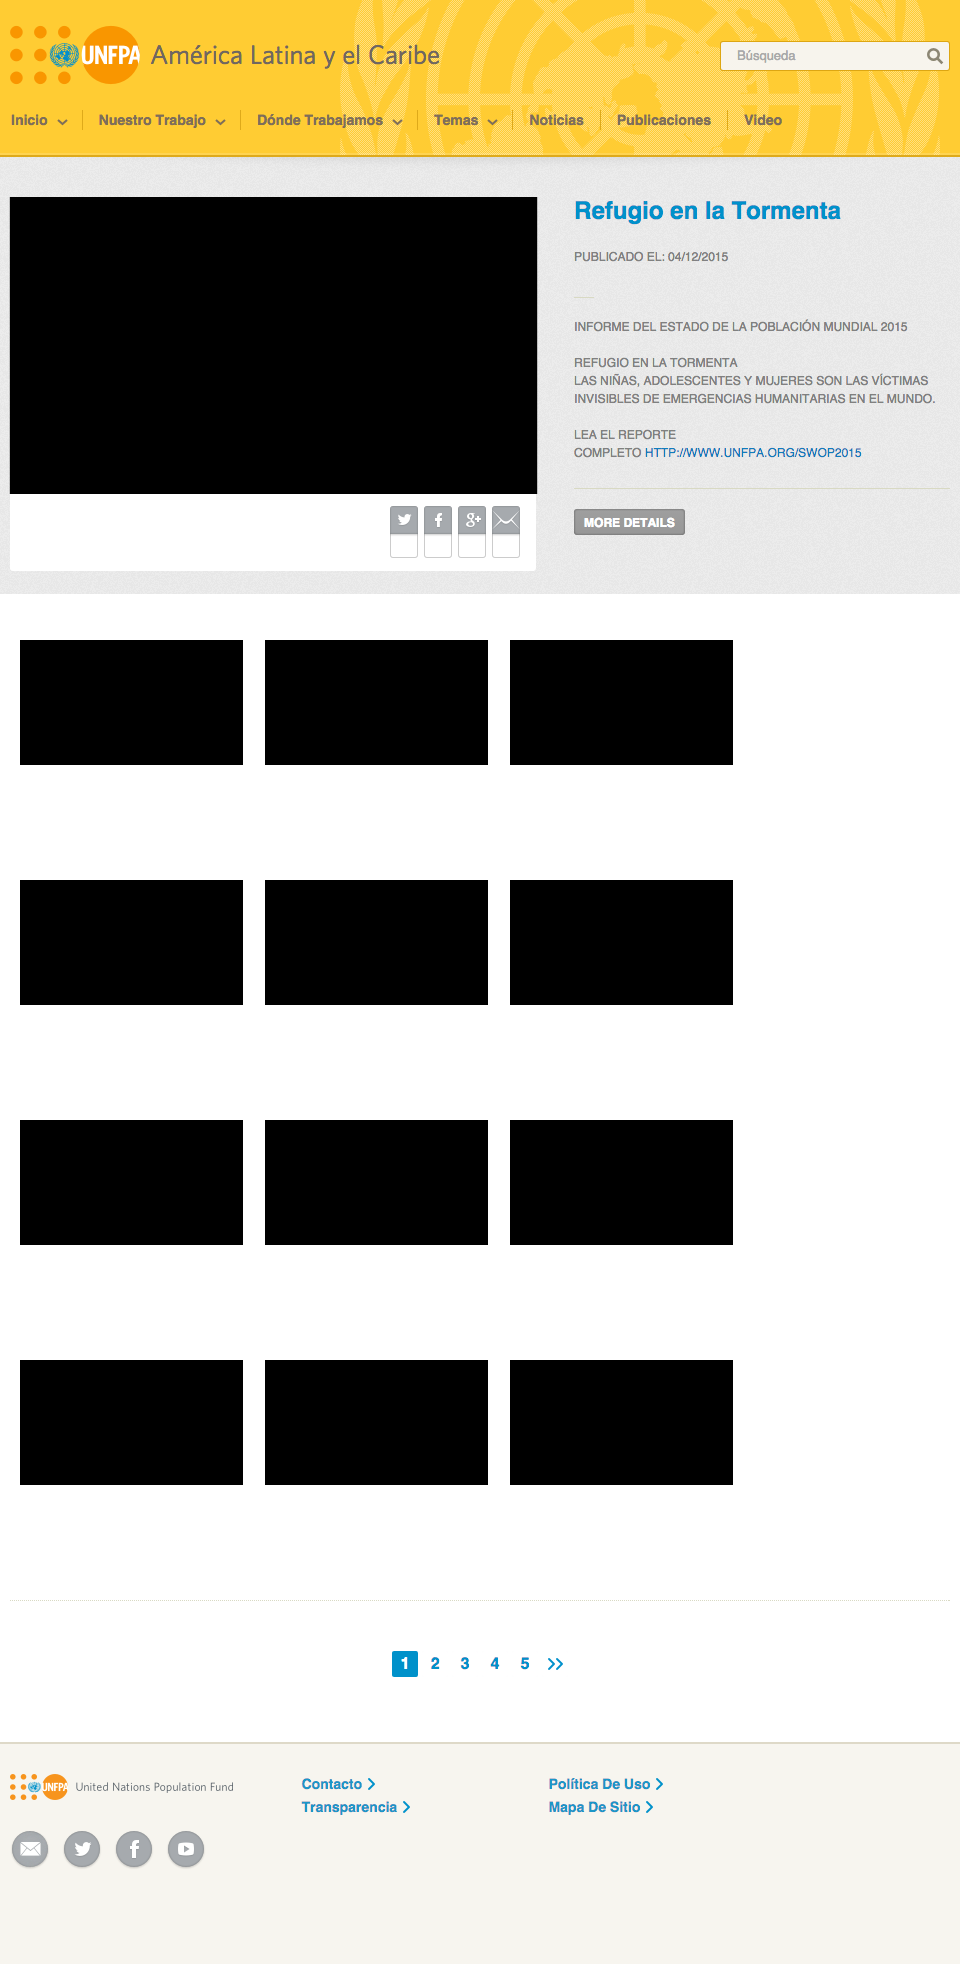 UNFPA América Latina y el Caribe
Búsqueda
Inicio Nuestro Trabajo Dónde Trabajamos Temas Noticias Publicaciones Video
Refugio en la Tormenta
PUBLICADO EL: 04/12/2015
INFORME DEL ESTADO DE LA POBLACIÓN MUNDIAL 2015
REFUGIO EN LA TORMENTA
LAS NIÑAS, ADOLESCENTES Y MUJERES SON LAS VÍCTIMAS
INVISIBLES DE EMERGENCIAS HUMANITARIAS EN EL MUNDO.
LEA EL REPORTE
COMPLETO HTTP://WWW.UNFPA.ORG/SWOP2015
MORE DETAILS
1 2 3 4 5 >>
UNFPA United Nations Population Fund
Contacto
Transparencia
Política De Uso
Mapa De Sitio